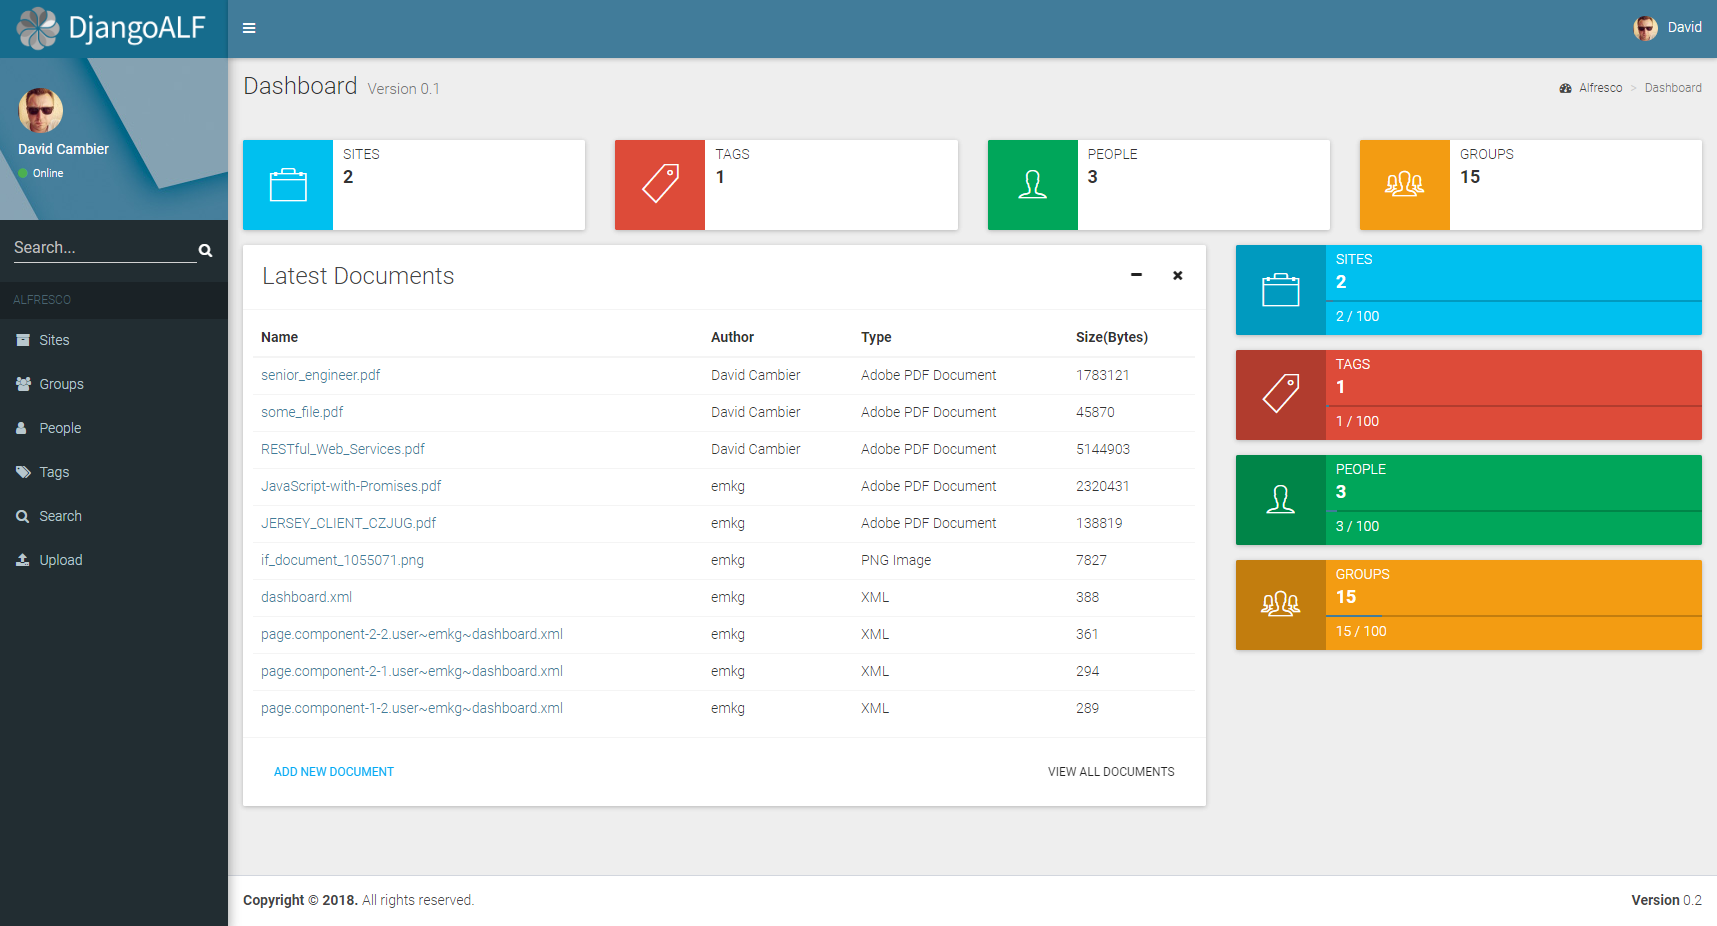 DjangoALF
David
David Cambier
Online
Search...
ALFRESCO
Sites
Groups
People
Tags
Search
Upload
Dashboard Version 0.1
Alfresco > Dashboard
SITES
2
TAGS
1
PEOPLE
3
GROUPS
15
Latest Documents
Name Author Type Size(Bytes)
senior_engineer.pdf David Cambier Adobe PDF Document 1783121
some_file.pdf David Cambier Adobe PDF Document 45870
RESTful_Web_Services.pdf David Cambier Adobe PDF Document 5144903
JavaScript-with-Promises.pdf emkg Adobe PDF Document 2320431
JERSEY_CLIENT_CZJUG.pdf emkg Adobe PDF Document 138819
if_document_1055071.png emkg PNG Image 7827
dashboard.xml emkg XML 388
page.component-2-2.user~emkg~dashboard.xml emkg XML 361
page.component-2-1.user~emkg~dashboard.xml emkg XML 294
page.component-1-2.user~emkg~dashboard.xml emkg XML 289
ADD NEW DOCUMENT
VIEW ALL DOCUMENTS
SITES
2
2 / 100
TAGS
1
1 / 100
PEOPLE
3
3 / 100
GROUPS
15
15 / 100
Copyright © 2018. All rights reserved.
Version 0.2